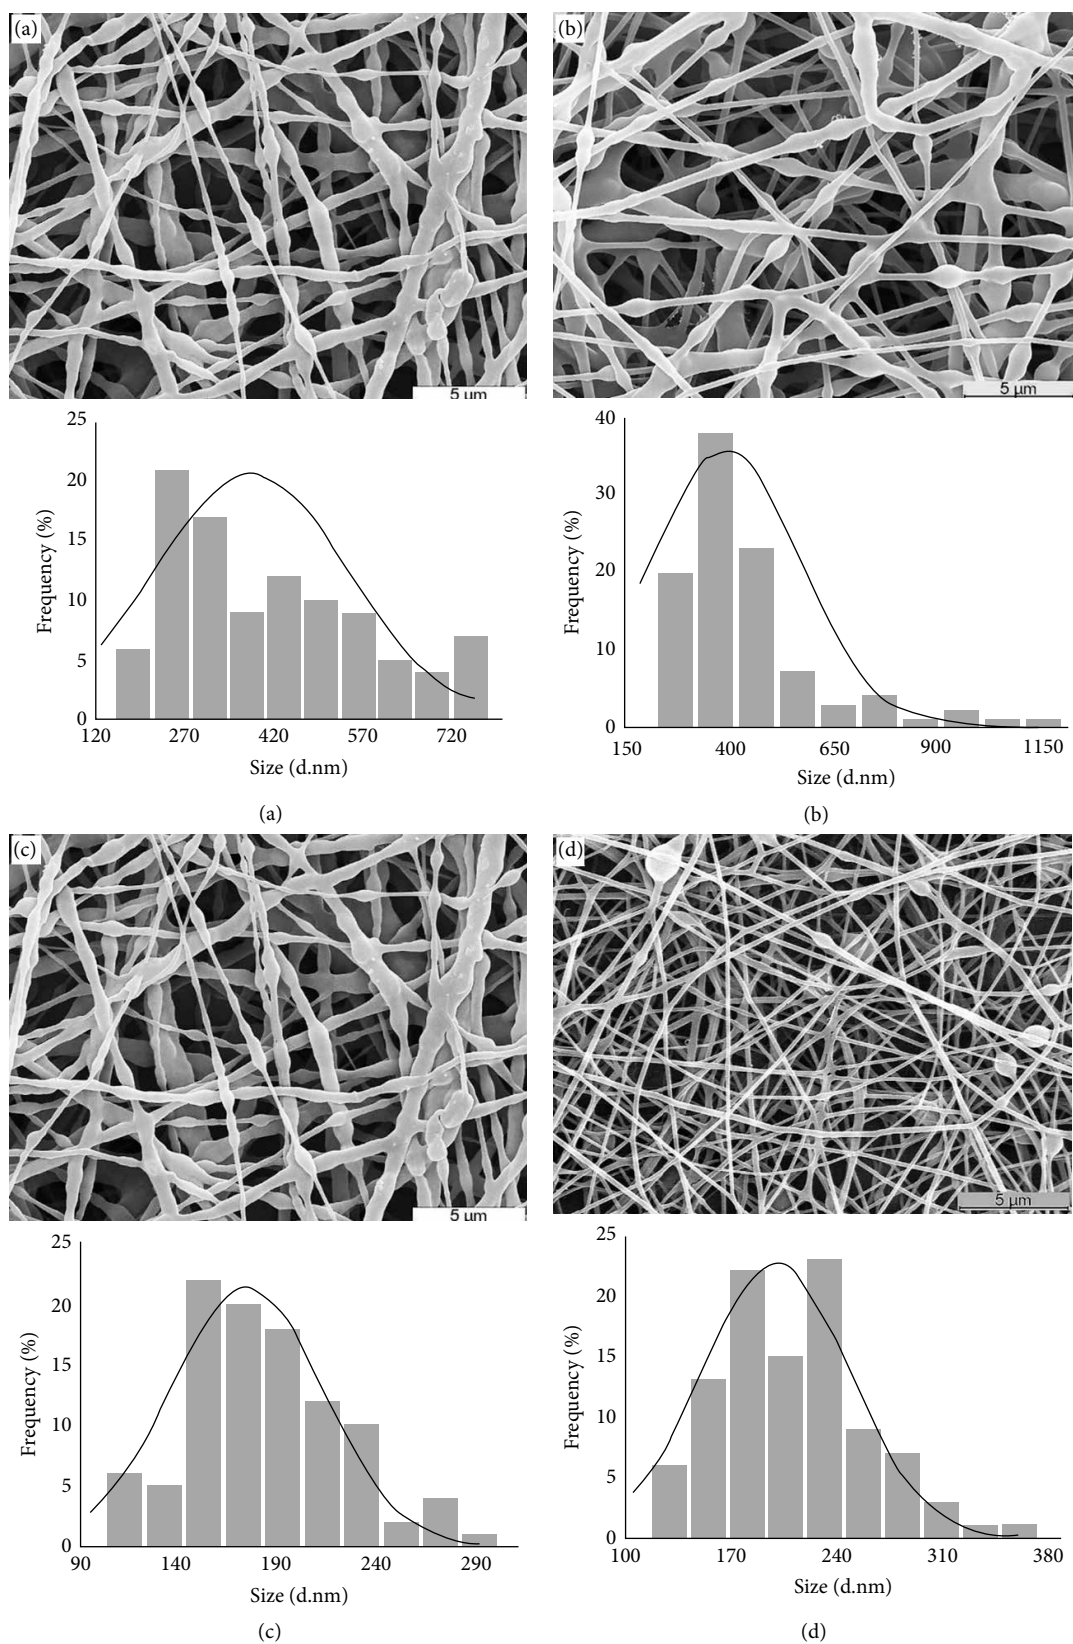 (a)
5 µm
(b)
5 µm
25
20
15
10
5
0
Frequency (%)
120 270 420 570 720
Size (d.nm)
(a)
40
30
20
10
0
Frequency (%)
150 400 650 900 1150
Size (d.nm)
(b)
(c)
5 µm
(d)
5 µm
25
20
15
10
5
0
Frequency (%)
90 140 190 240 290
Size (d.nm)
(c)
25
20
15
10
5
0
Frequency (%)
100 170 240 310 380
Size (d.nm)
(d)